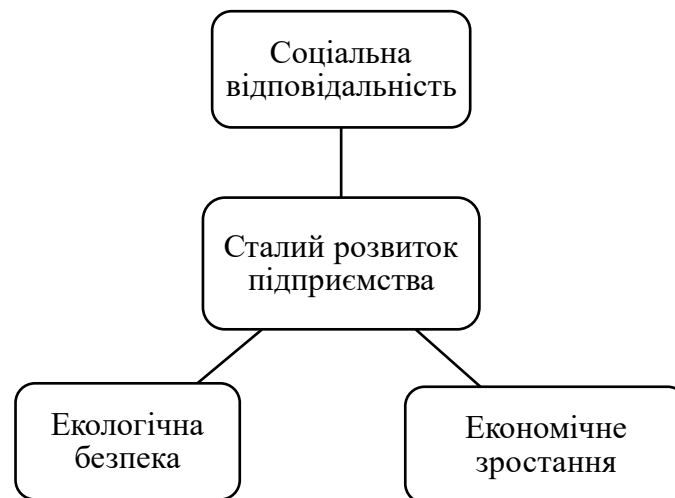 Соціальна
відповідальність
Сталий розвиток
підприємства
Екологічна
безпека
Економічне
зростання